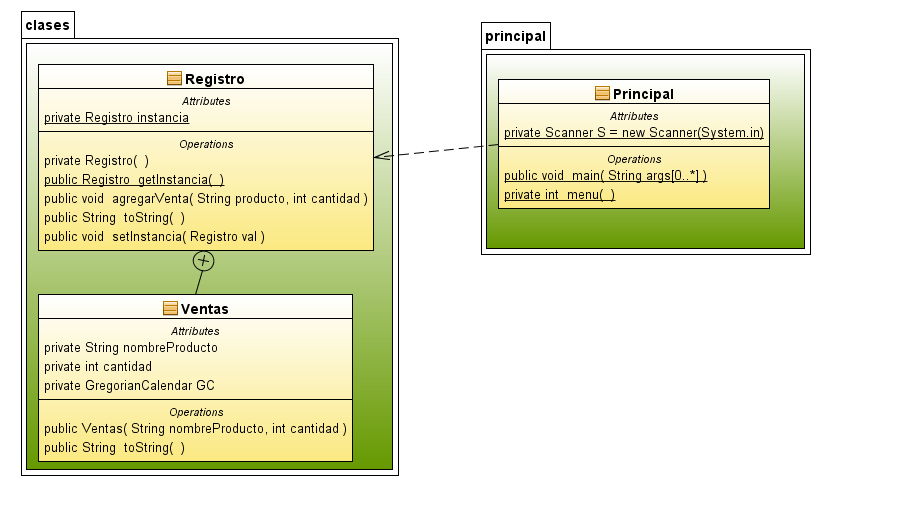 clases
Registro
Attributes
private Registro instancia
Operations
private Registro( )
public Registro getInstancia( )
public void agregarVenta( String producto, int cantidad )
public String toString( )
public void setInstancia( Registro val )
Ventas
Attributes
private String nombreProducto
private int cantidad
private GregorianCalendar GC
Operations
public Ventas( String nombreProducto, int cantidad )
public String toString( )
principal
Principal
Attributes
private Scanner S = new Scanner(System.in)
Operations
public void main( String args[0..*] )
private int menu( )